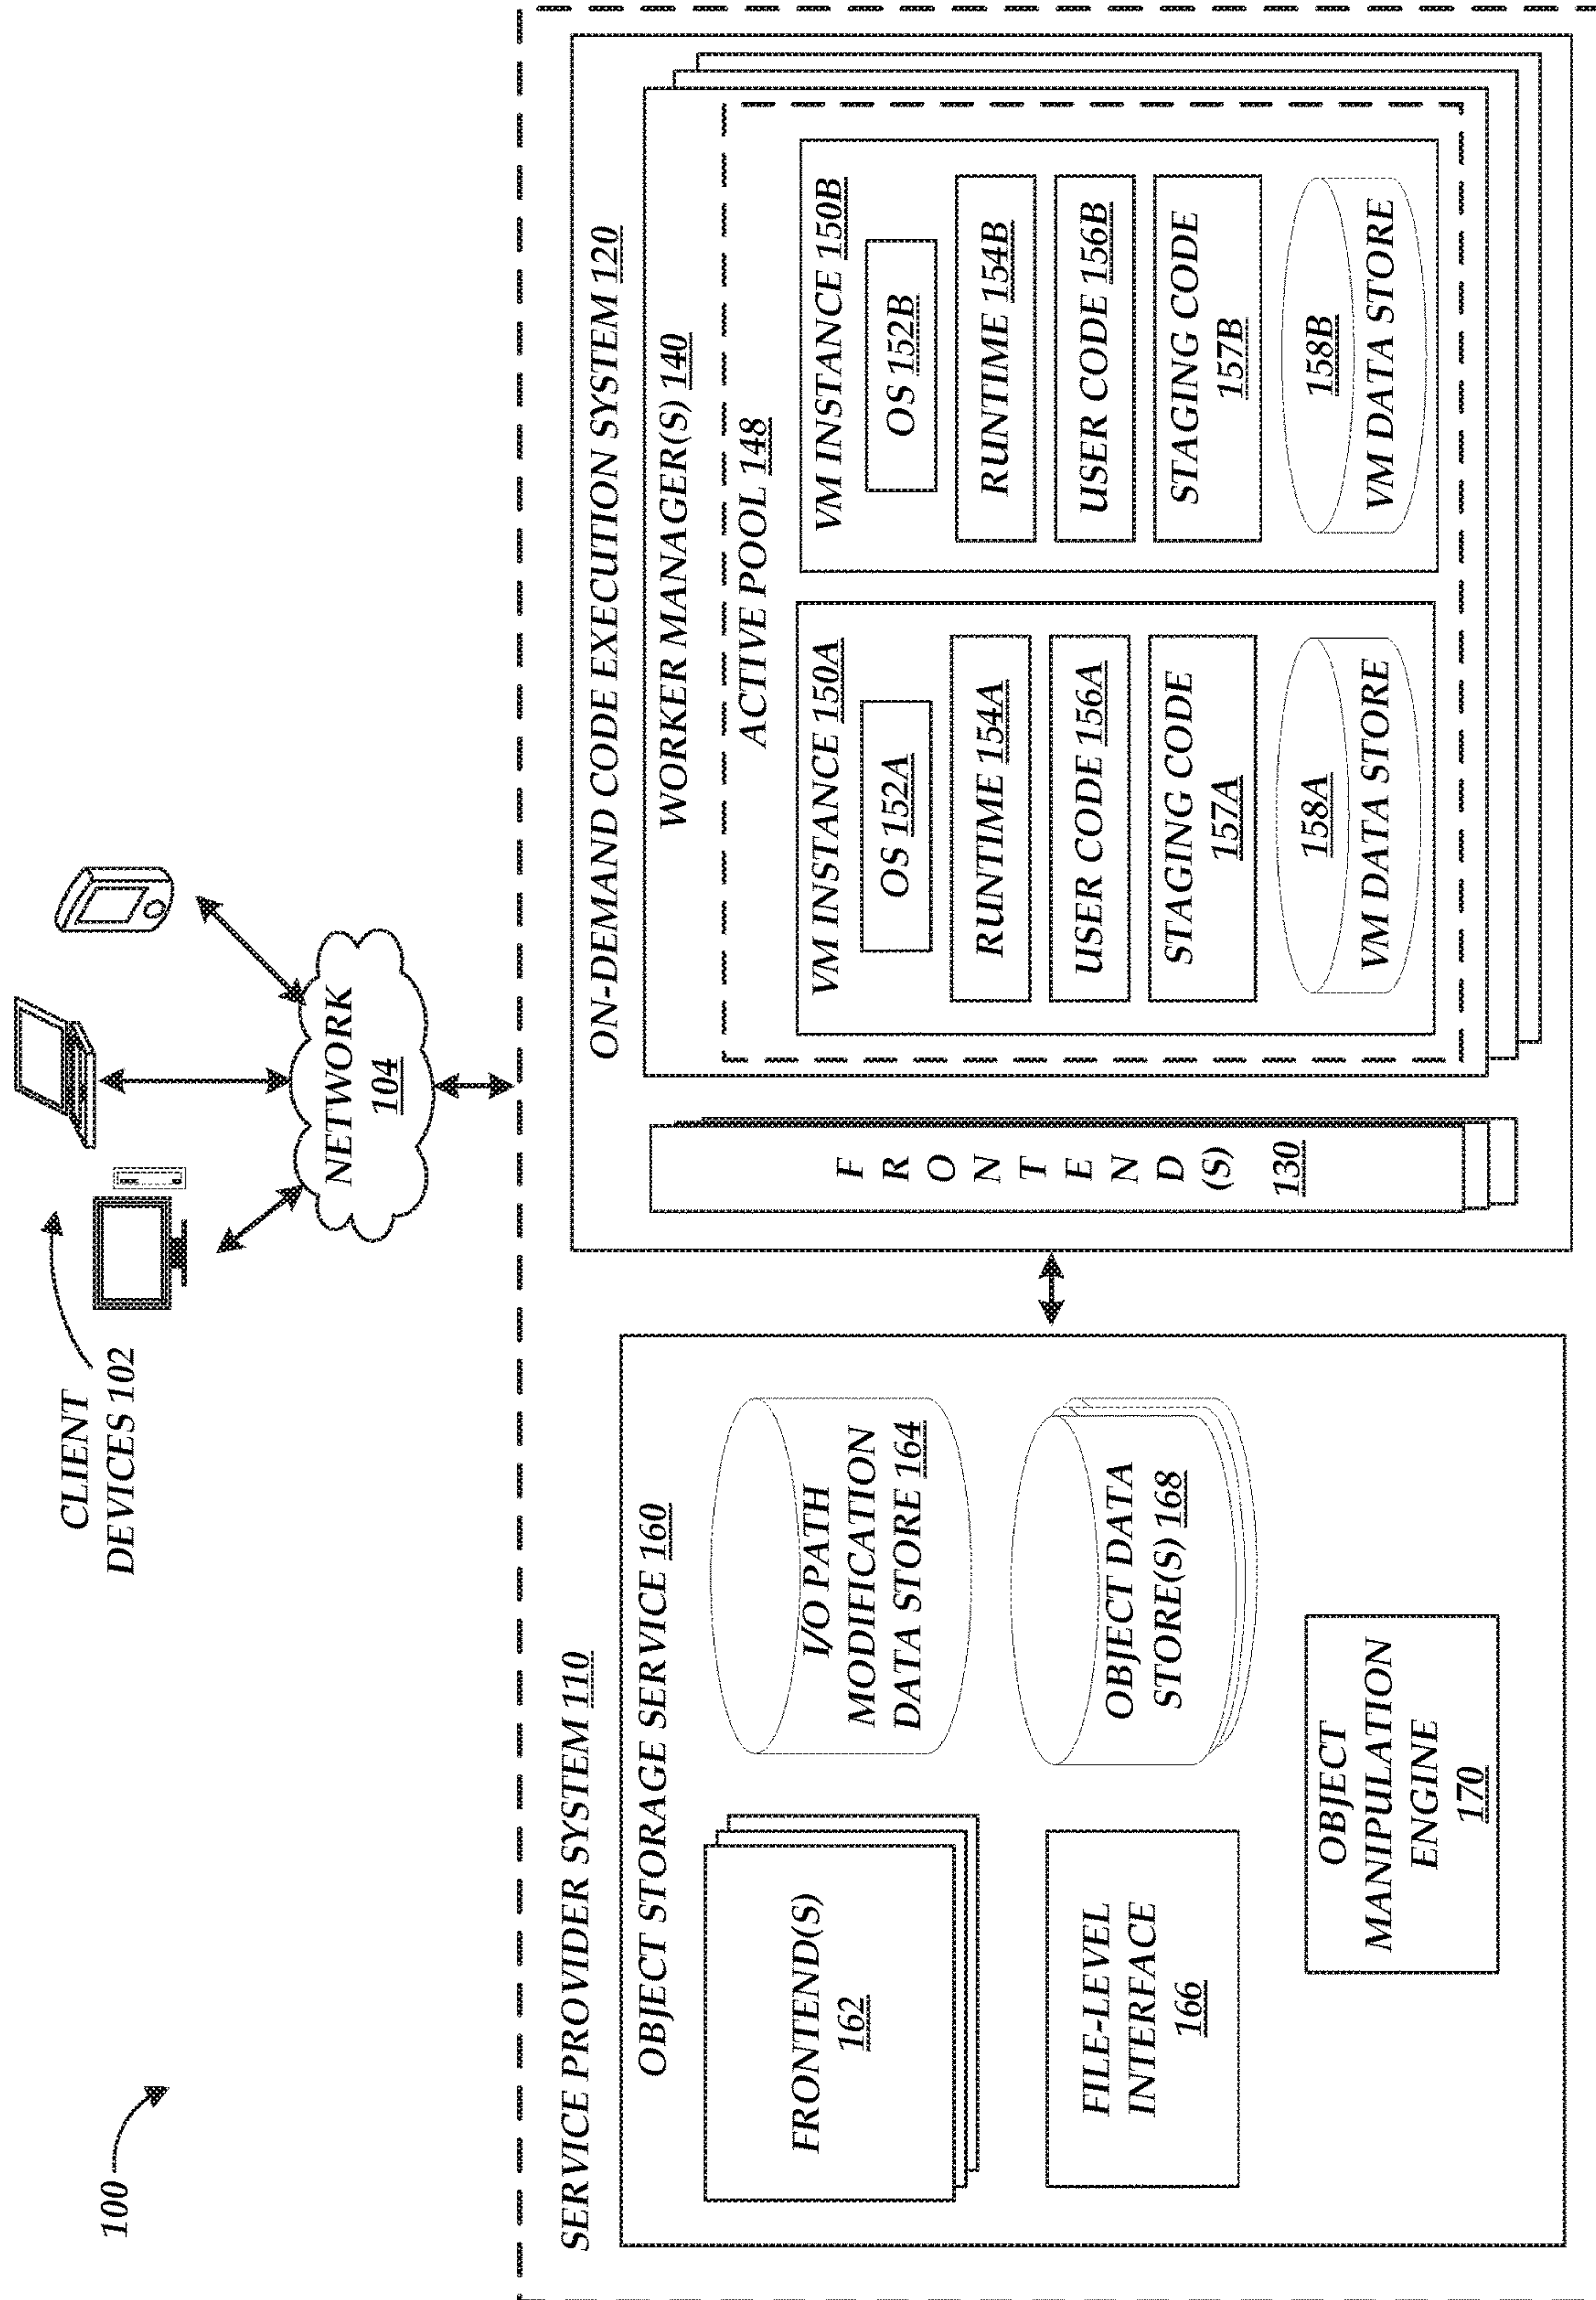 100
CLIENT
DEVICES 102
NETWORK
104
SERVICE PROVIDER SYSTEM 110
OBJECT STORAGE SERVICE 160
FRONTEND(S)
162
I/O PATH
MODIFICATION
DATA STORE 164
FILE-LEVEL
INTERFACE
166
OBJECT DATA
STORE(S) 168
OBJECT
MANIPULATION
ENGINE
170
ON-DEMAND CODE EXECUTION SYSTEM 120
F
R
O
N
T
E
N
D
(S)
130
WORKER MANAGER(S) 140
ACTIVE POOL 148
VM INSTANCE 150A
OS 152A
RUNTIME 154A
USER CODE 156A
STAGING CODE
157A
158A
VM DATA STORE
VM INSTANCE 150B
OS 152B
RUNTIME 154B
USER CODE 156B
STAGING CODE
157B
158B
VM DATA STORE